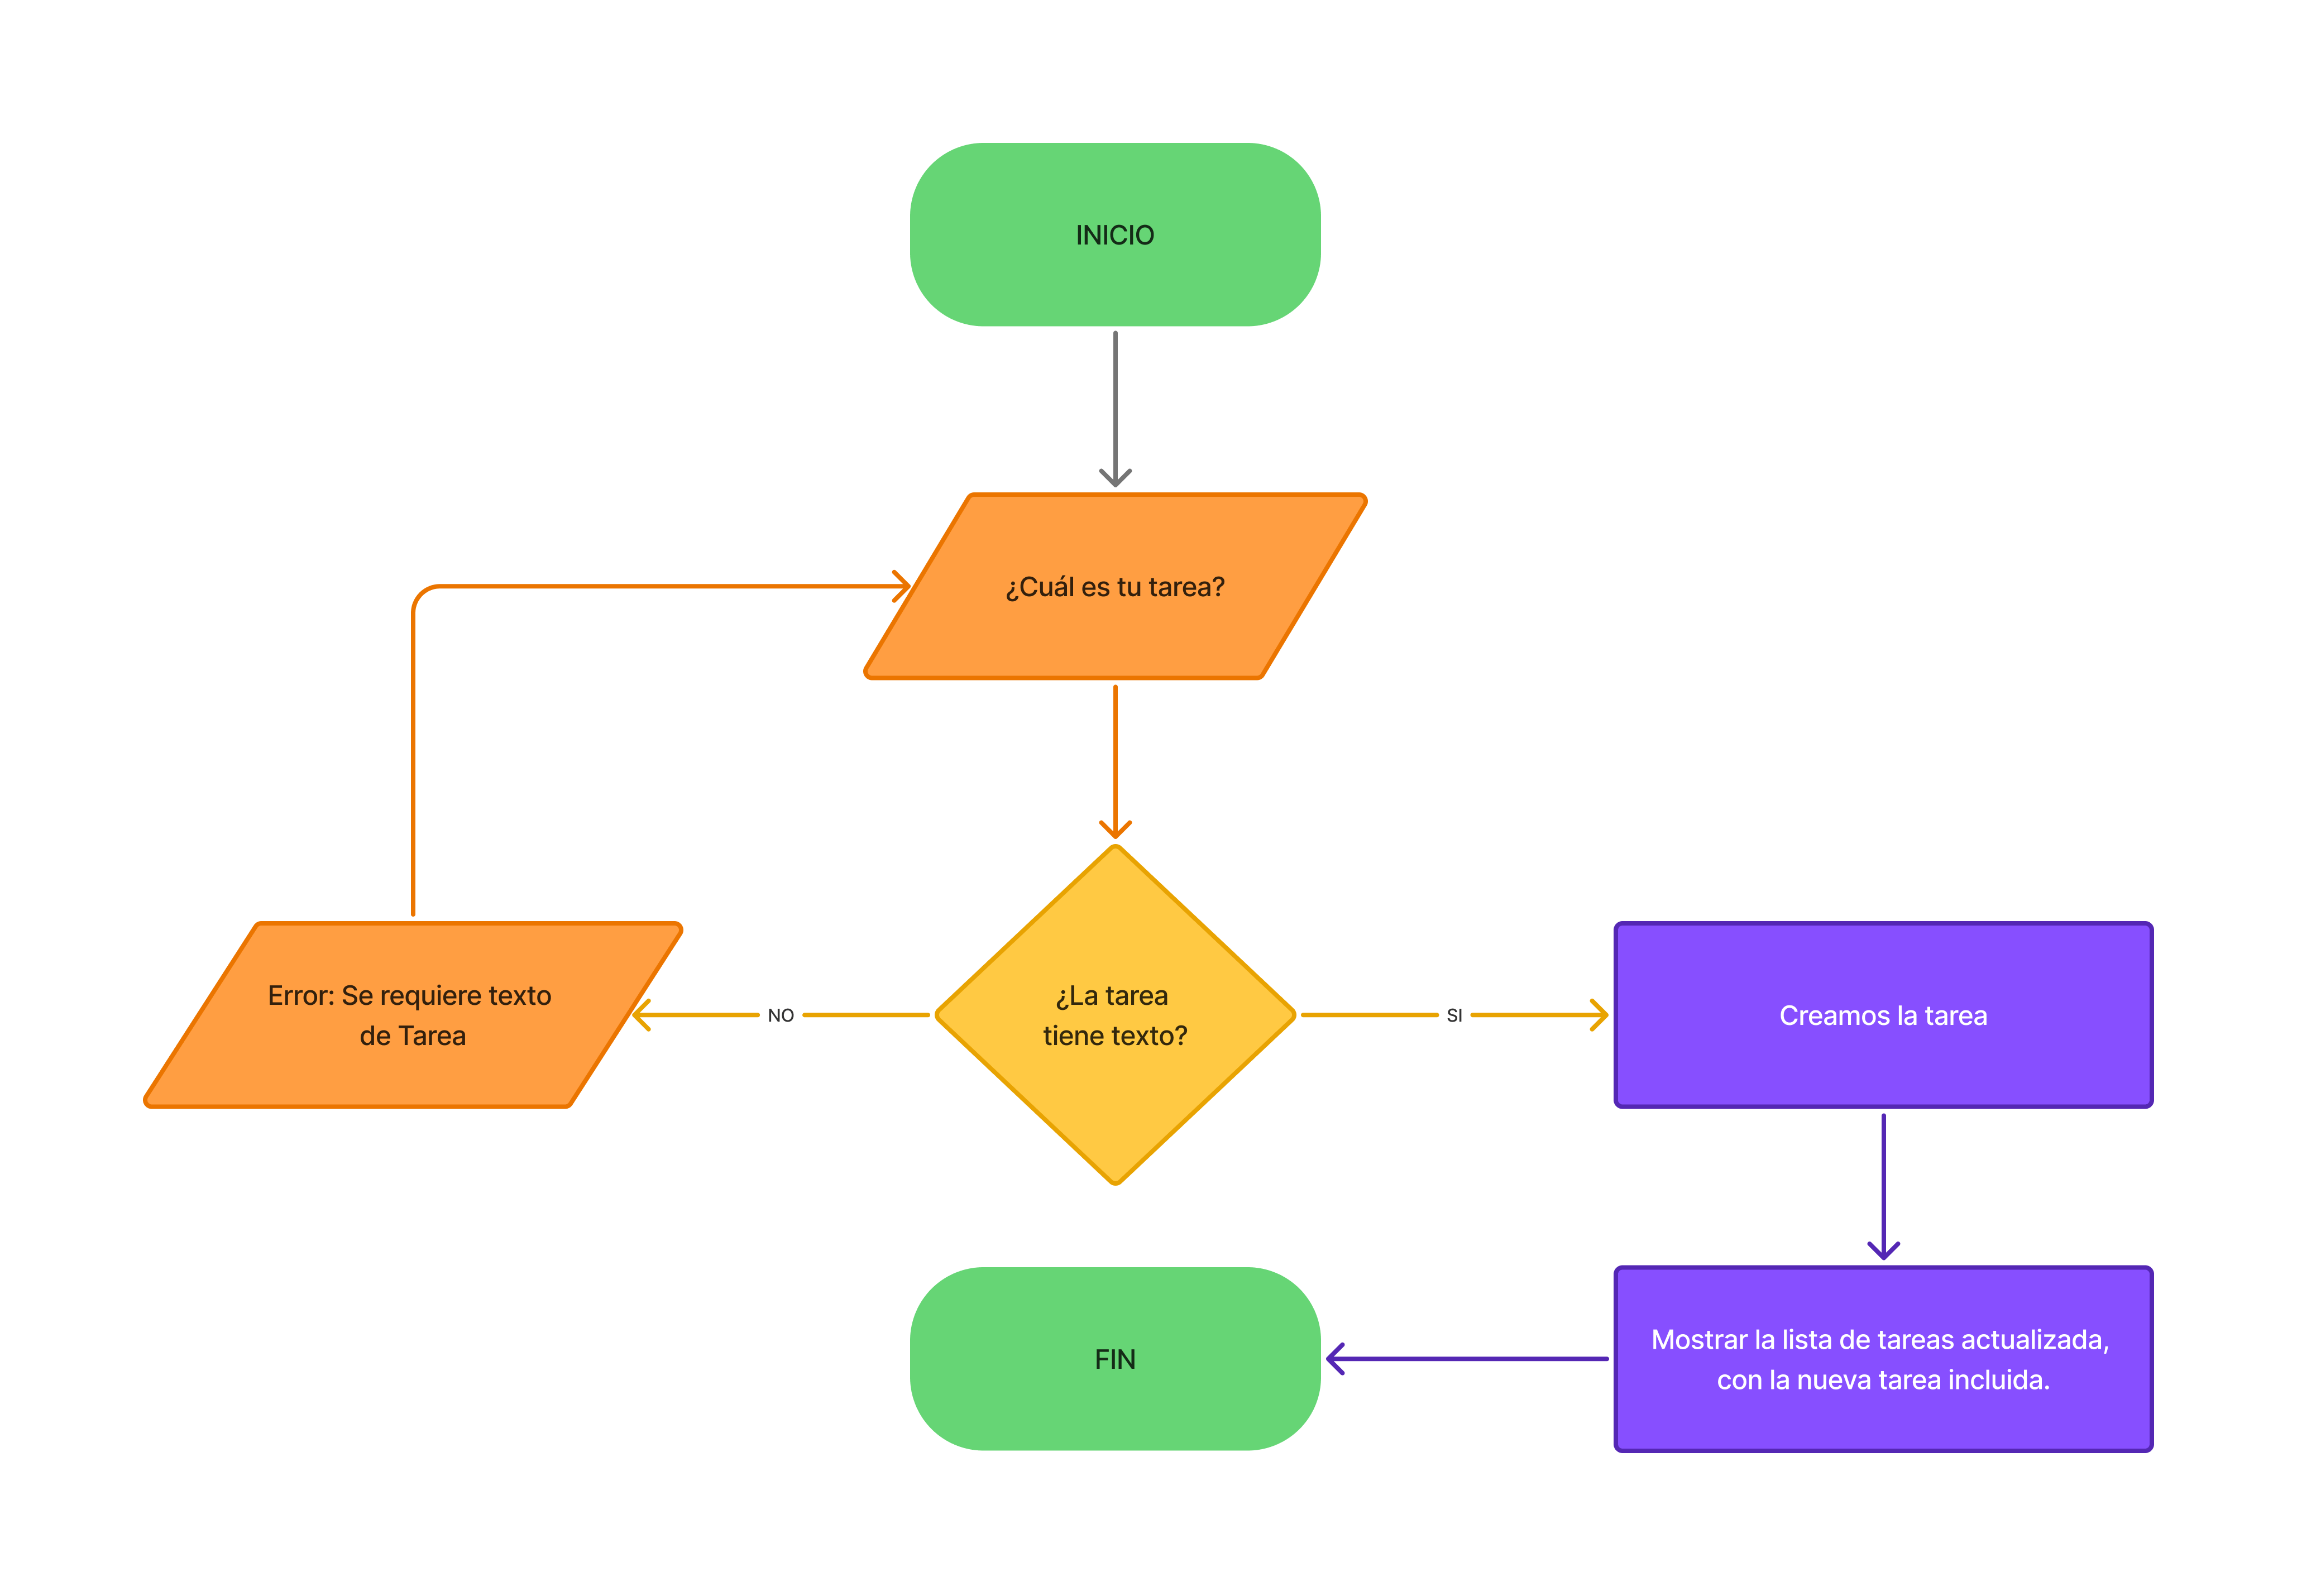 INICIO
¿Cuál es tu tarea?
Error: Se requiere texto
de Tarea
NO
¿La tarea
tiene texto?
SI
Creamos la tarea
FIN
Mostrar la lista de tareas actualizada,
con la nueva tarea incluida.